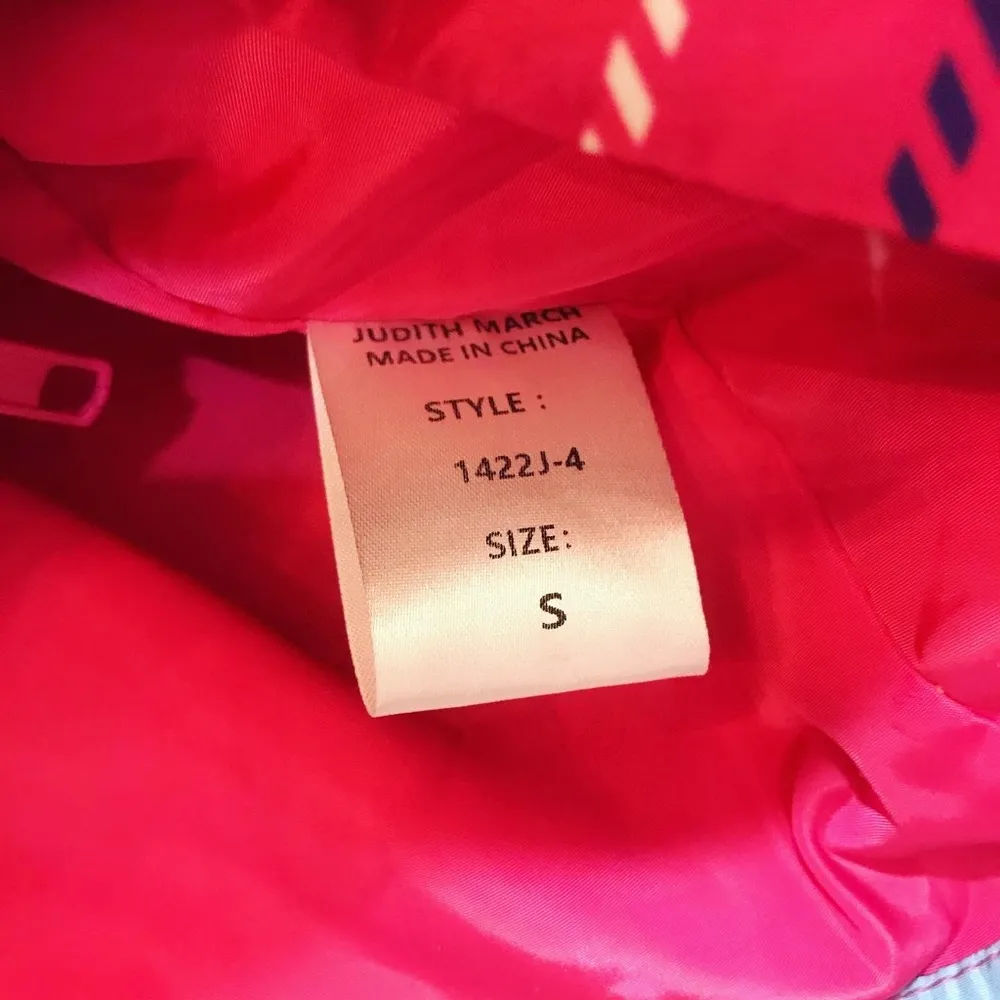 JUDITH MARCH
MADE IN CHINA
STYLE :
1422J-4
SIZE:
S